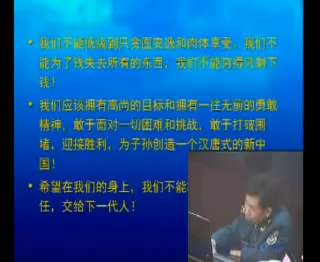 我们不能低级到只贪图安逸和肉体享受。我们不
能为了钱失去所有的东西，我们不能穷得只剩下
钱！
我们应该拥有高尚的目标和拥有一往无前的勇敢
精神，敢于面对一切困难和挑战，敢于打破围
堵，迎接胜利，为子孙创造一个汉唐式的新中
国！
希望在我们的身上，我们不能
任，交给下一代人！